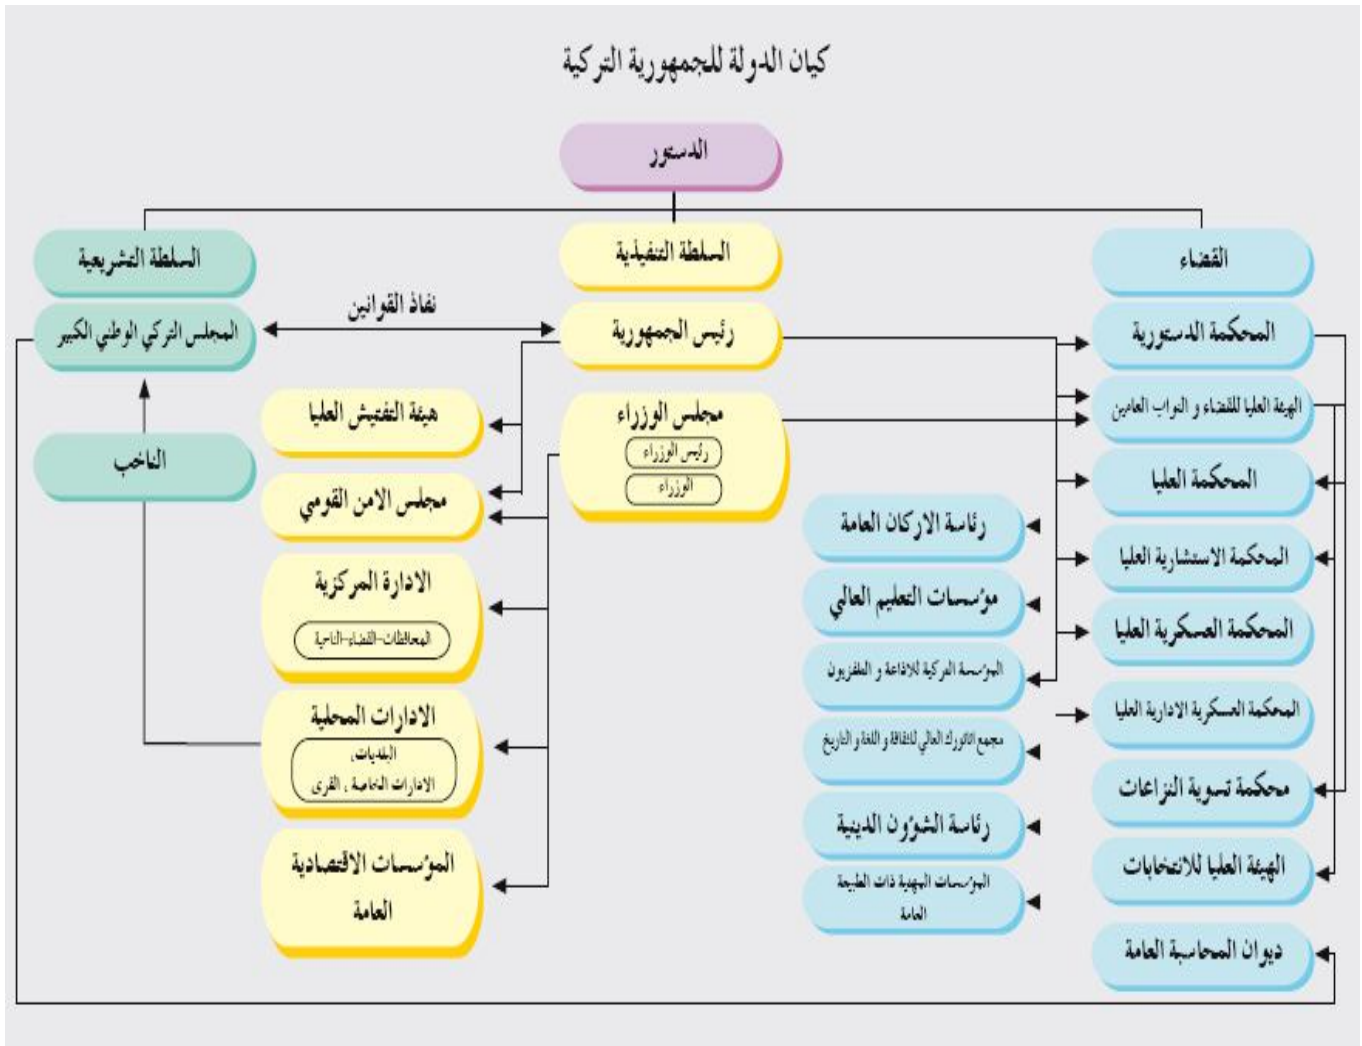 كيان الدولة للجمهورية التركية
الدستور
القضاء
المحكمة الدستورية
الهيئة العليا للقضاء و النواب العامين
المحكمة العليا
المحكمة الاستشارية العليا
المحكمة العسكرية العليا
المحكمة العسكرية الادارية العليا
محكمة تسوية النزاعات
الهيئة العليا للانتخابات
ديوان المحاسبة العامة
رئاسة الاركان العامة
مؤسسات التعليم العالي
المؤسسة التركية للاذاعة و التلفزيون
مجمع اتاتورك العالي للثقافة و اللغة و التاريخ
رئاسة الشؤون الدينية
المؤسسات المهنية ذات الطبيعة
العامة
السلطة التنفيذية
رئيس الجمهورية
مجلس الوزراء
رئيس الوزراء
الوزراء
نفاذ القوانين
هيئة التفتيش العليا
مجلس الامن القومي
الادارة المركزية
المحافظات-القضاء-الناحية
الادارات المحلية
البلديات،
الادارات الخاصة ، القرى
المؤسسات الاقتصادية
العامة
السلطة التشريعية
المجلس التركي الوطني الكبير
الناخب